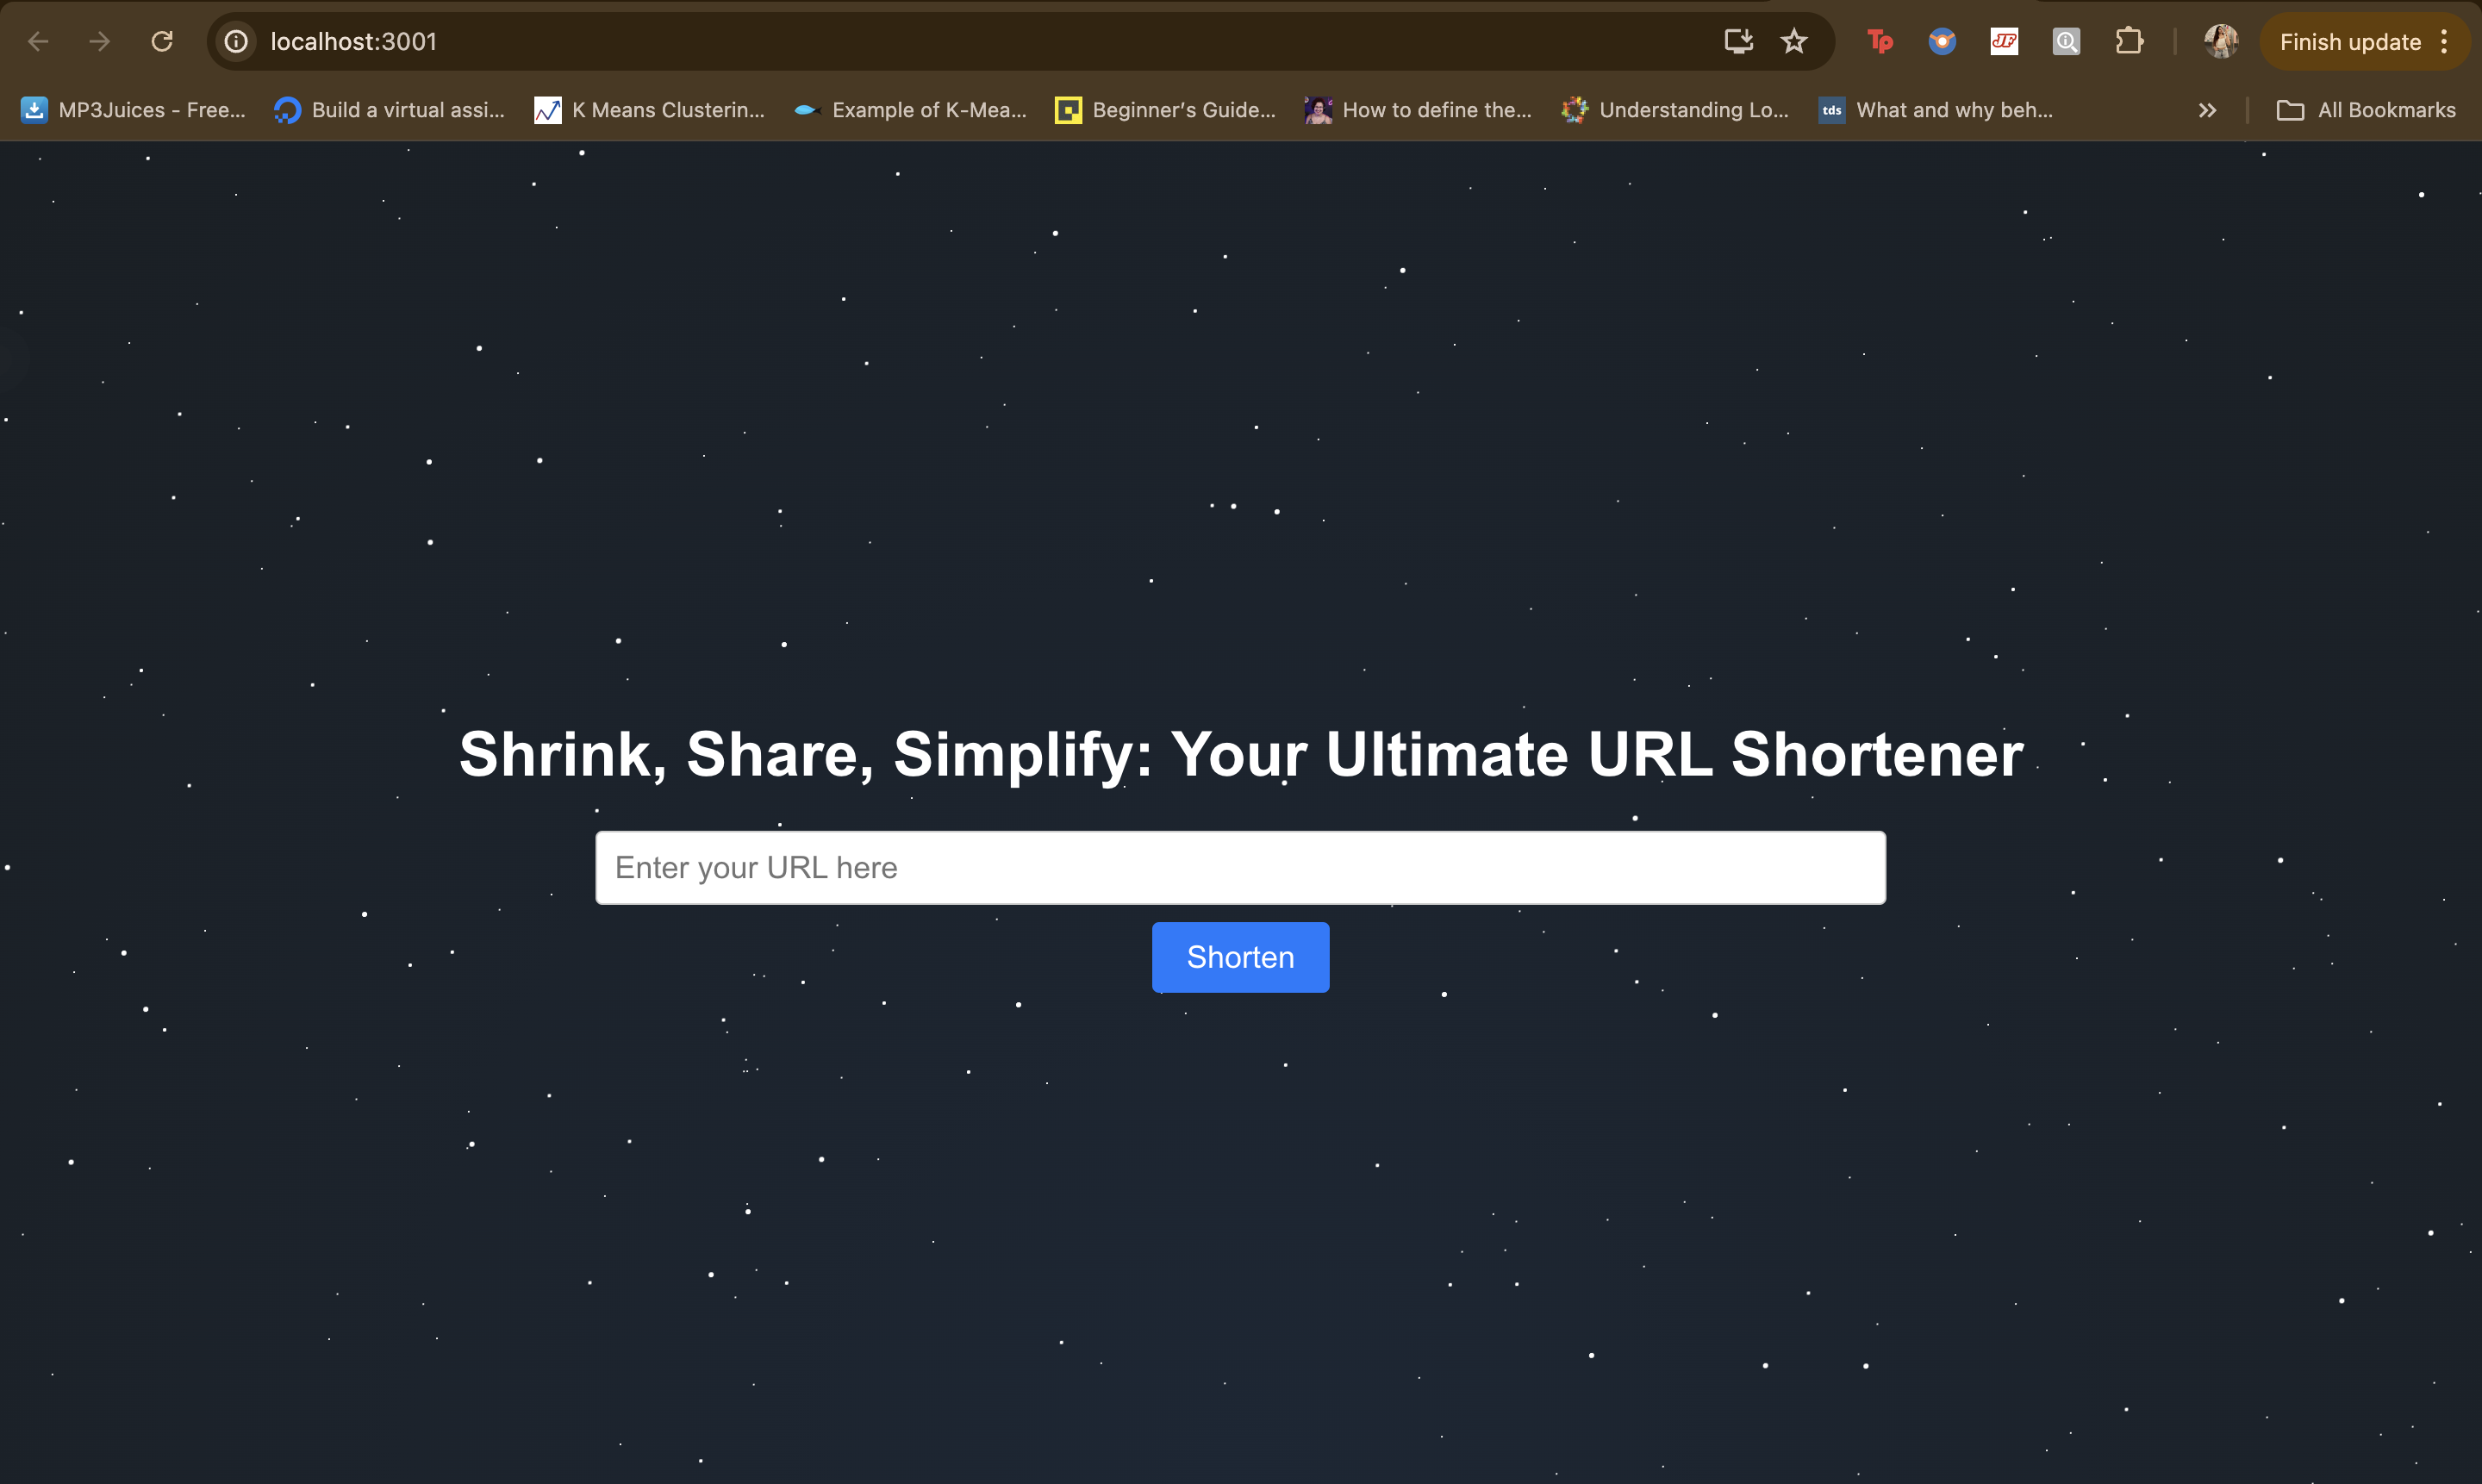 localhost:3001
Finish update
MP3Juices - Free... Build a virtual assi... K Means Clusterin... Example of K-Mea... Beginner's Guide... How to define the... Understanding Lo... tds What and why beh... All Bookmarks
Shrink, Share, Simplify: Your Ultimate URL Shortener
Enter your URL here
Shorten